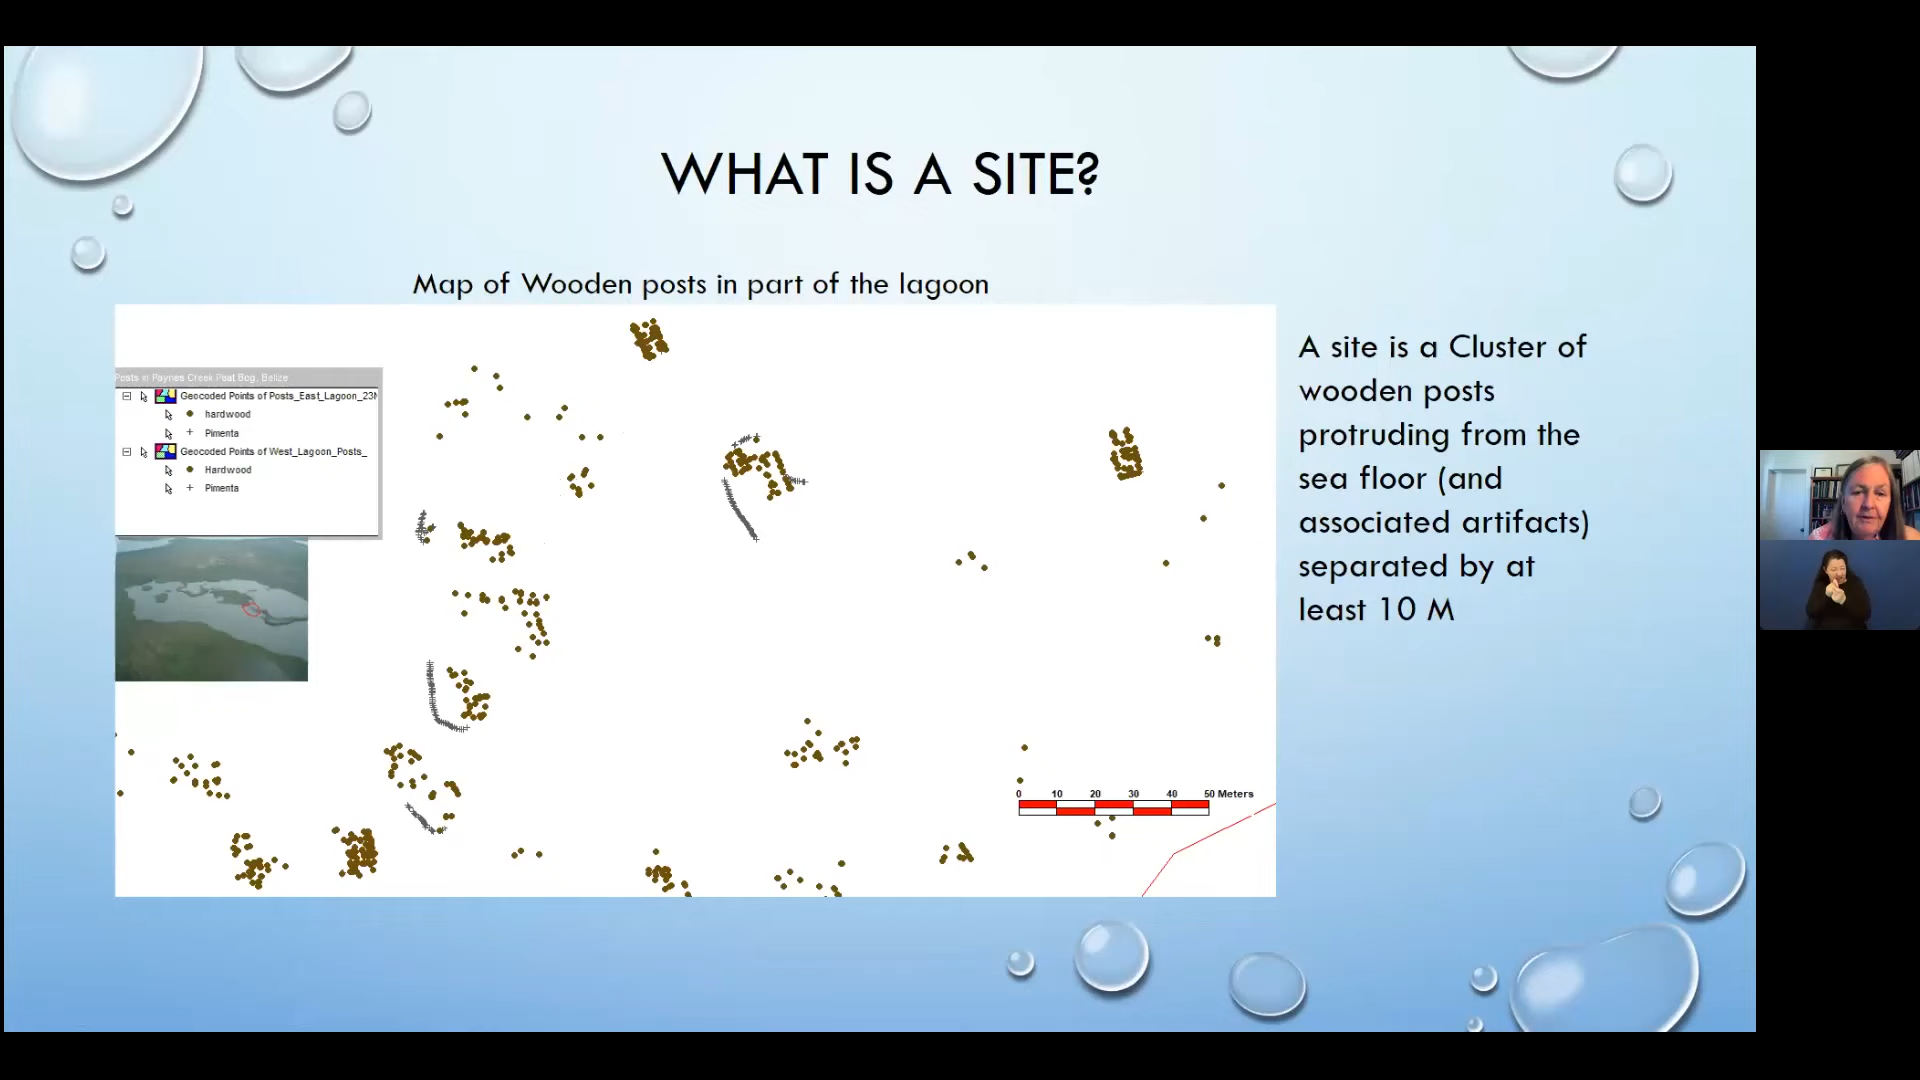 WHAT IS A SITE?
Map of Wooden posts in part of the lagoon
Posts in Paynes Creek Peat Bog, Belize
Geocoded Points of Posts_East_Lagoon_23
hardwood
Pimenta
Geocoded Points of West_Lagoon_Posts_
Hardwood
Pimenta
0 10 20 30 40 50 Meters
A site is a Cluster of
wooden posts
protruding from the
sea floor (and
associated artifacts)
separated by at
least 10 M